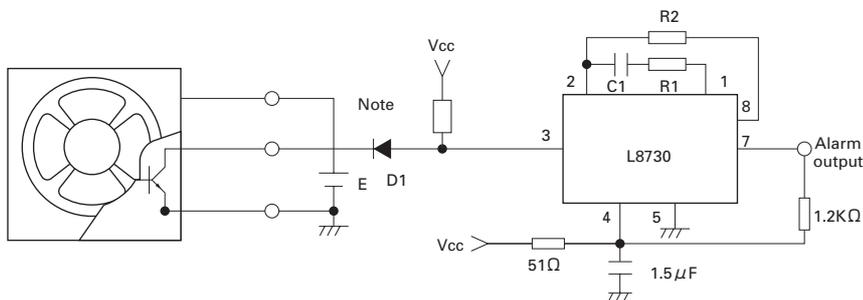 R2
Vcc
Note
2
C1
R1
1
8
3
L8730
7
Alarm
output
E
D1
4
5
1.2KΩ
Vcc
51Ω
1.5μF